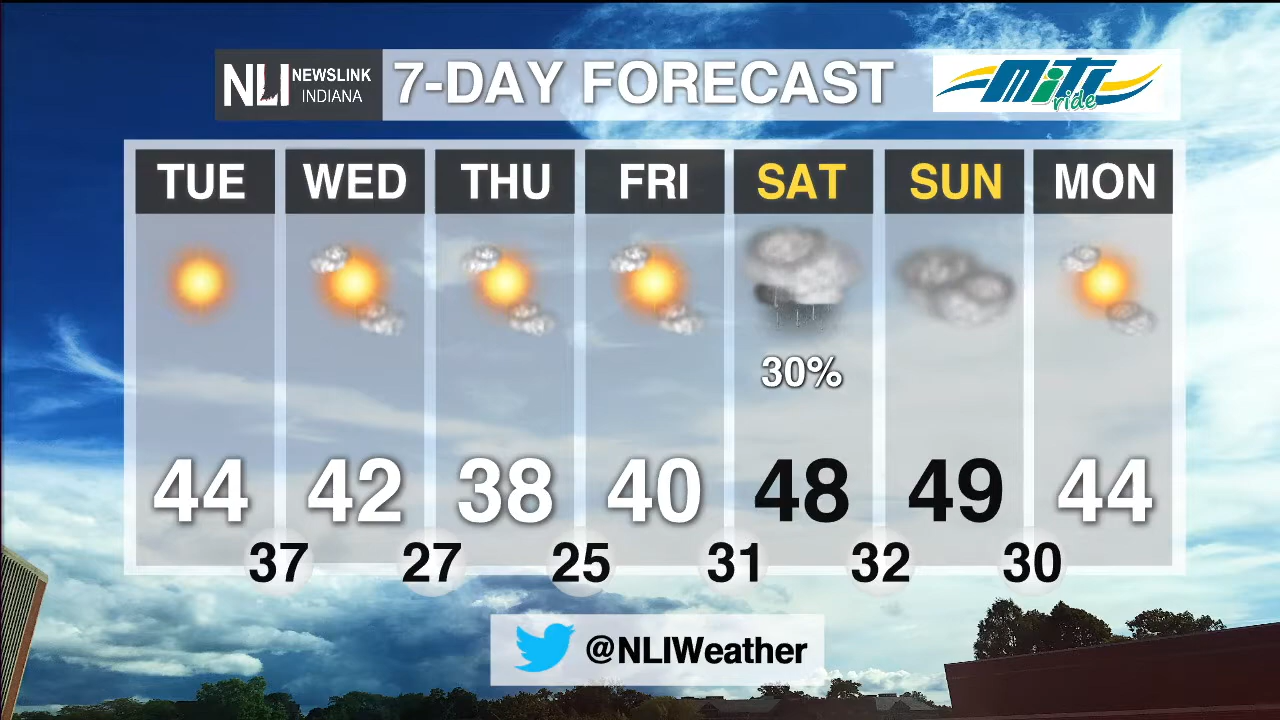 NLI NEWSLINK INDIANA 7-DAY FORECAST MiTS ride
TUE WED THU FRI SAT SUN MON
30%
44 42 38 40 48 49 44
37 27 25 31 32 30
@NLIWeather